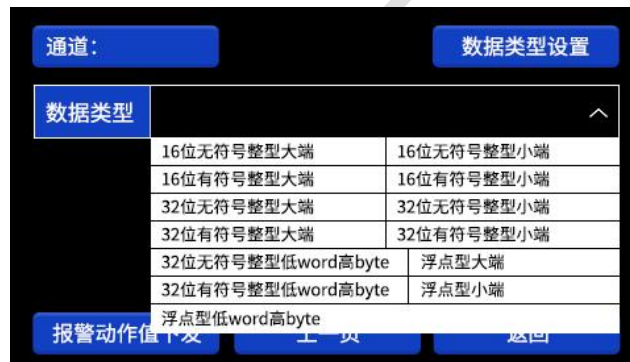 通道：
数据类型设置
数据类型
16位无符号整型大端
16位无符号整型小端
16位有符号整型大端
16位有符号整型小端
32位无符号整型大端
32位无符号整型小端
32位有符号整型大端
32位有符号整型小端
32位无符号整型低word高byte
浮点型大端
32位有符号整型低word高byte
浮点型小端
浮点型低word高byte
报警动作值下发
上一页
返回